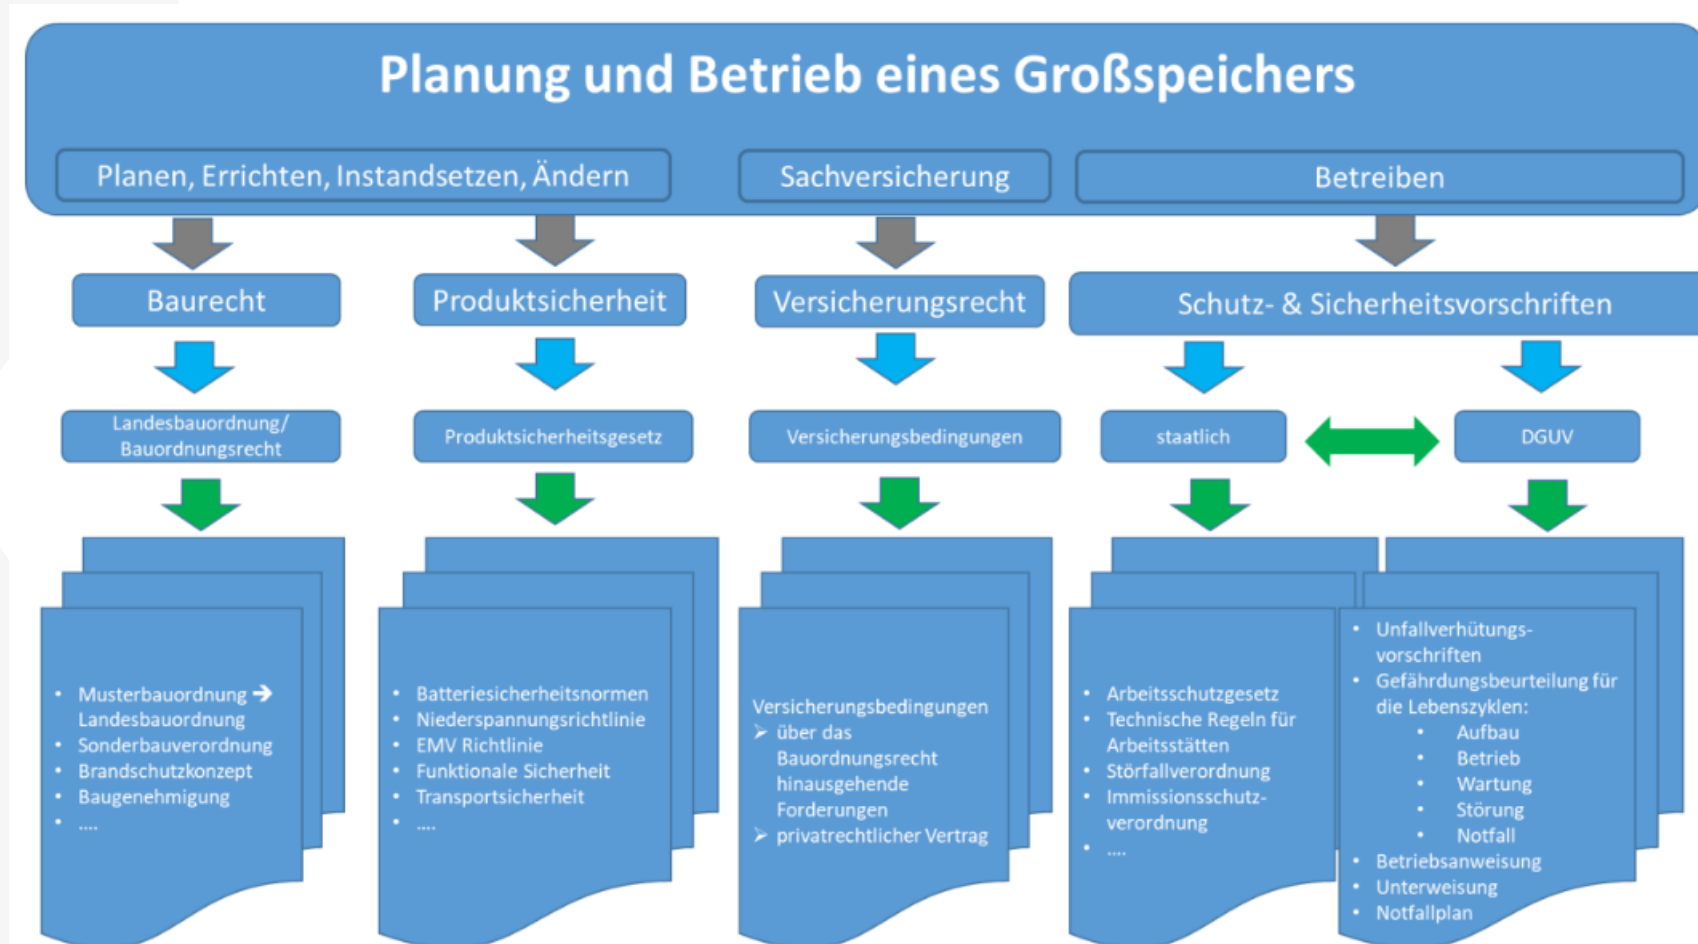 Planung und Betrieb eines Großspeichers
Planen, Errichten, Instandsetzen, Ändern
Sachversicherung
Betreiben
Baurecht
Produktsicherheit
Versicherungsrecht
Schutz- & Sicherheitsvorschriften
Landesbauordnung/
Bauordnungsrecht
Produktsicherheitsgesetz
Versicherungsbedingungen
staatlich
DGUV
• Musterbauordnung ➔
Landesbauordnung
• Sonderbauverordnung
• Brandschutzkonzept
• Baugenehmigung
• ....
• Batteriesicherheitsnormen
• Niederspannungsrichtlinie
• EMV Richtlinie
• Funktionale Sicherheit
• Transportsicherheit
• ....
Versicherungsbedingungen
➢ über das
Bauordnungsrecht
hinausgehende
Forderungen
➢ privatrechtlicher Vertrag
• Arbeitsschutzgesetz
• Technische Regeln für
Arbeitsstätten
• Störfallverordnung
• Immissionsschutz-
verordnung
• ....
• Unfallverhütungs-
vorschriften
• Gefährdungsbeurteilung für
die Lebenszyklen:
• Aufbau
• Betrieb
• Wartung
• Störung
• Notfall
• Betriebsanweisung
• Unterweisung
• Notfallplan